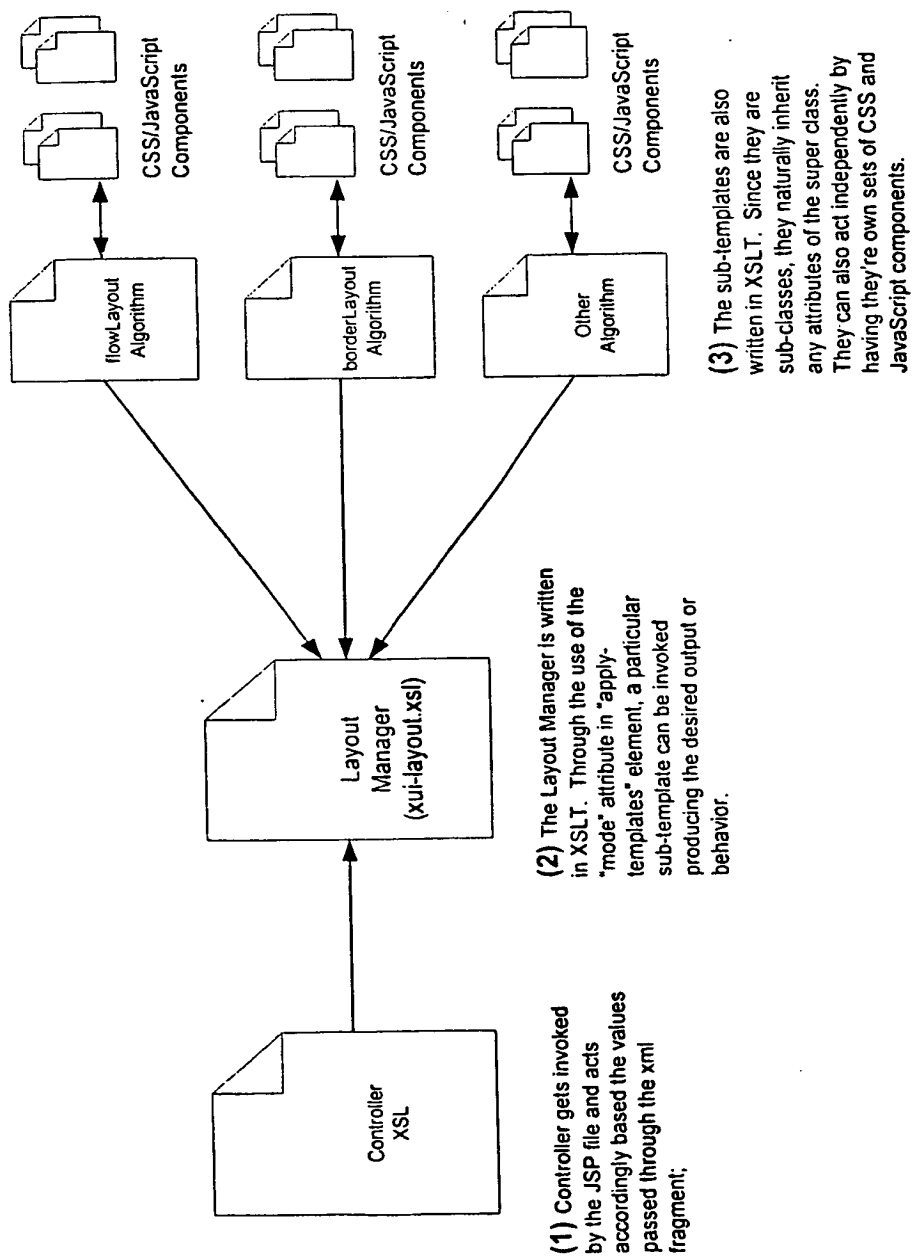 Controller
XSL
(1) Controller gets invoked
by the JSP file and acts
accordingly based the values
passed through the xml
fragment;
Layout
Manager
(xui-layout.xsl)
(2) The Layout Manager is written
in XSLT. Through the use of the
"mode" attribute in "apply-
templates" element, a particular
sub-template can be invoked
producing the desired output or
behavior.
flowLayout
Algorithm
CSS/JavaScript
Components
borderLayout
Algorithm
CSS/JavaScript
Components
Other
Algorithm
CSS/JavaScript
Components
(3) The sub-templates are also
written in XSLT. Since they are
sub-classes, they naturally inherit
any attributes of the super class.
They can also act independently by
having they're own sets of CSS and
JavaScript components.